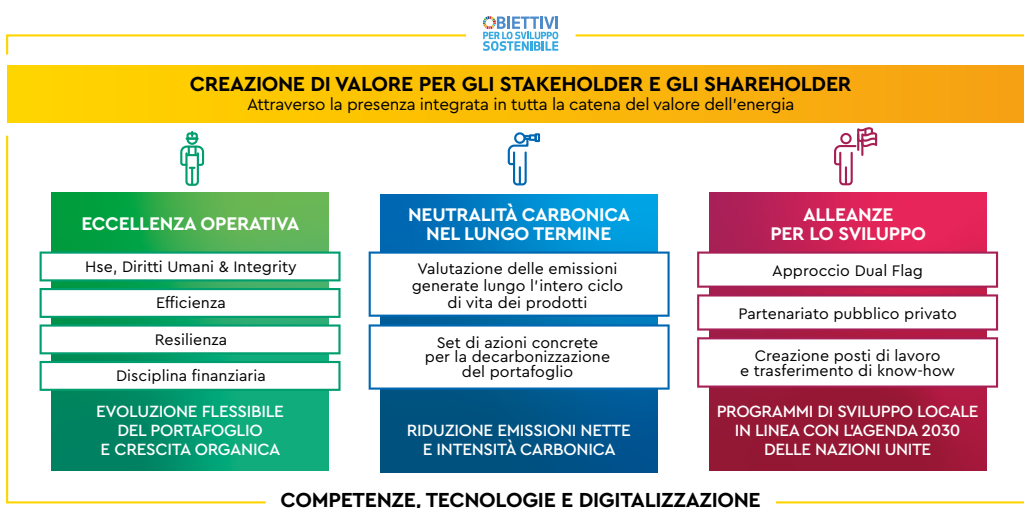 OBIETTIVI
PER LO SVILUPPO
SOSTENIBILE
CREAZIONE DI VALORE PER GLI STAKEHOLDER E GLI SHAREHOLDER
Attraverso la presenza integrata in tutta la catena del valore dell'energia
ECCELLENZA OPERATIVA
Hse, Diritti Umani & Integrity
Efficienza
Resilienza
Disciplina finanziaria
EVOLUZIONE FLESSIBILE
DEL PORTAFOGLIO
E CRESCITA ORGANICA
NEUTRALITÀ CARBONICA
NEL LUNGO TERMINE
Valutazione delle emissioni
generate lungo l'intero ciclo
di vita dei prodotti
Set di azioni concrete
per la decarbonizzazione
del portafoglio
RIDUZIONE EMISSIONI NETTE
E INTENSITÀ CARBONICA
ALLEANZE
PER LO SVILUPPO
Approccio Dual Flag
Partenariato pubblico privato
Creazione posti di lavoro
e trasferimento di know-how
PROGRAMMI DI SVILUPPO LOCALE
IN LINEA CON L'AGENDA 2030
DELLE NAZIONI UNITE
COMPETENZE, TECNOLOGIE E DIGITALIZZAZIONE